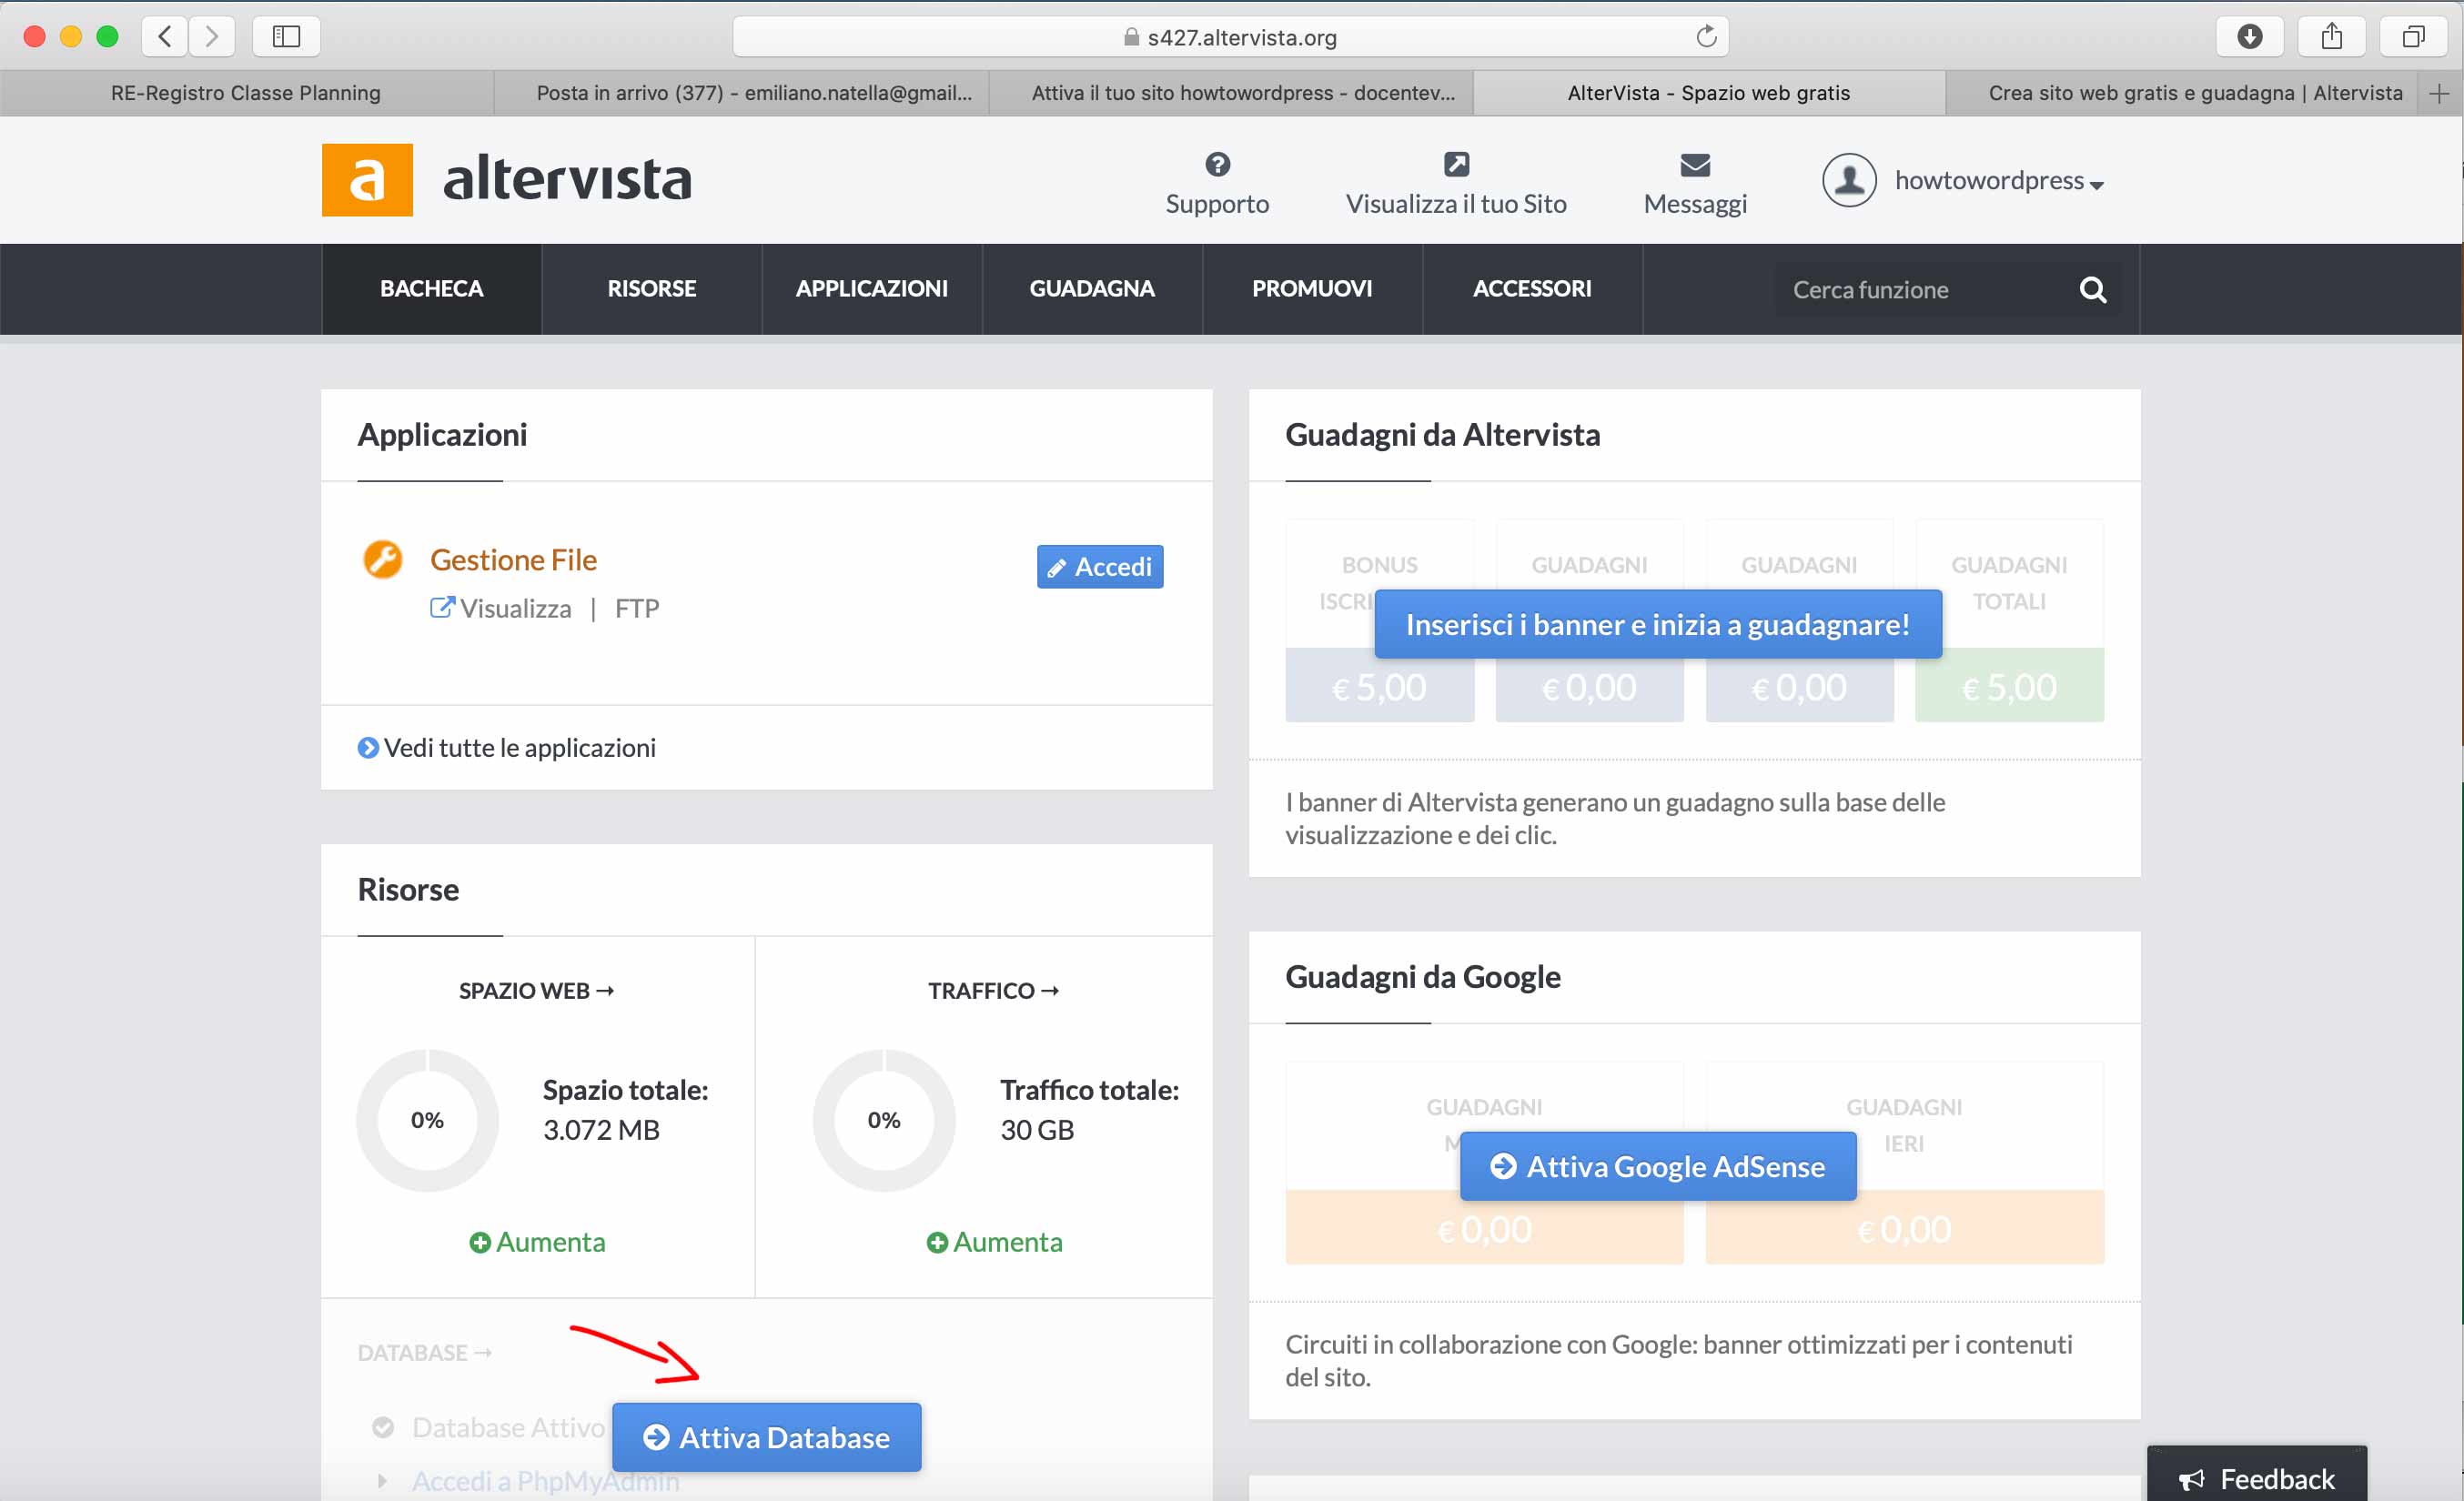 s427.altervista.org
RE-Registro Classe Planning
Posta in arrivo (377) - emiliano.natella@gmail...
Attiva il tuo sito howtowordpress - docentev...
AlterVista - Spazio web gratis
Crea sito web gratis e guadagna | Altervista
a altervista
Supporto
Visualizza il tuo Sito
Messaggi
howtowordpress
BACHECA
RISORSE
APPLICAZIONI
GUADAGNA
PROMUOVI
ACCESSORI
Cerca funzione
Applicazioni
Gestione File
Accedi
Visualizza | FTP
Vedi tutte le applicazioni
Risorse
SPAZIO WEB →
0%
Spazio totale:
3.072 MB
Aumenta
TRAFFICO →
0%
Traffico totale:
30 GB
Aumenta
DATABASE →
Database Attivo
Attiva Database
Accedi a PhpMyAdmin
Guadagni da Altervista
BONUS
GUADAGNI
GUADAGNI
GUADAGNI
TOTALI
Inserisci i banner e inizia a guadagnare!
€ 5,00
€ 0,00
€ 0,00
€ 5,00
I banner di Altervista generano un guadagno sulla base delle
visualizzazione e dei clic.
Guadagni da Google
GUADAGNI
GUADAGNI
IERI
Attiva Google AdSense
€ 0,00
€ 0,00
Circuiti in collaborazione con Google: banner ottimizzati per i contenuti
del sito.
Feedback